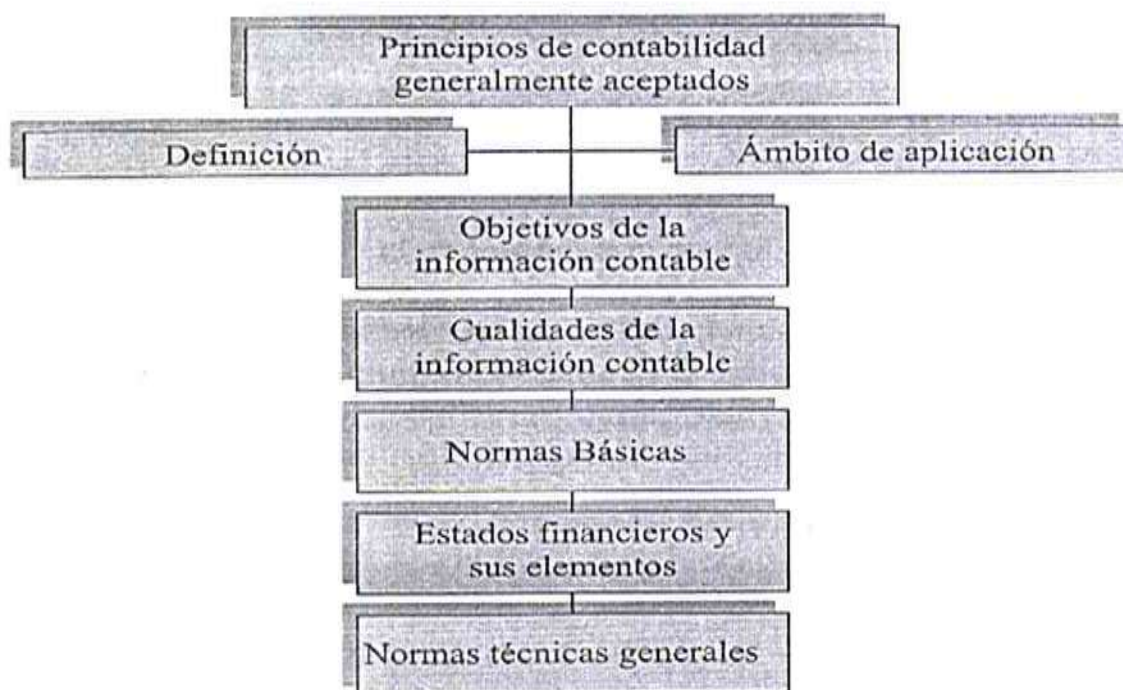 Principios de contabilidad
generalmente aceptados
Definición
Ámbito de aplicación
Objetivos de la
información contable
Cualidades de la
información contable
Normas Básicas
Estados financieros y
sus elementos
Normas técnicas generales